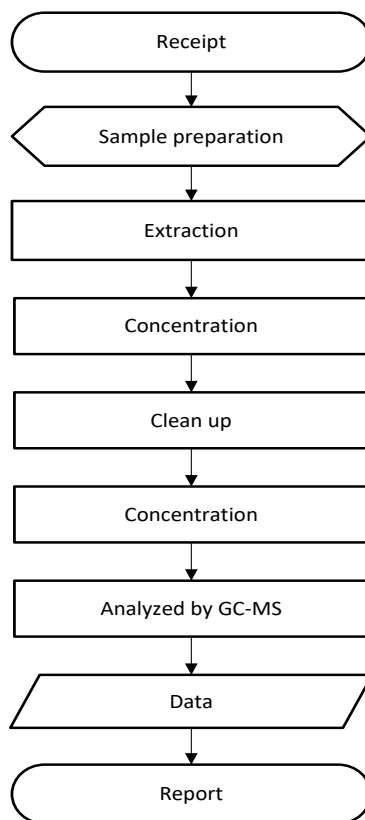 Receipt
Sample preparation
Extraction
Concentration
Clean up
Concentration
Analyzed by GC-MS
Data
Report